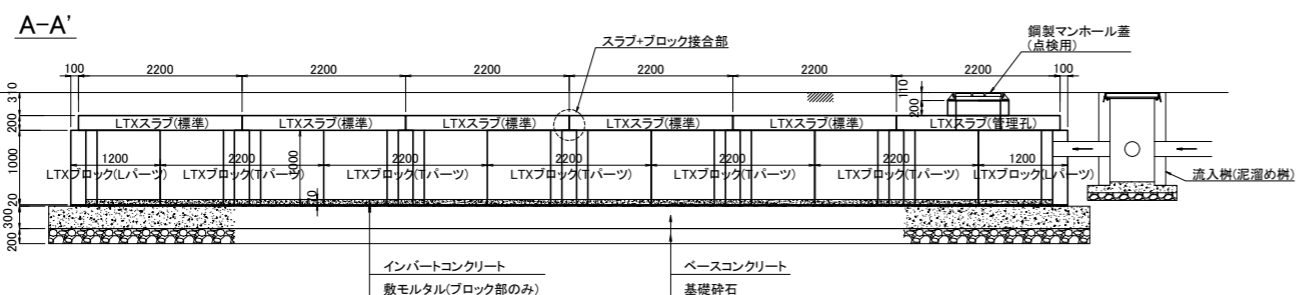 A-A'
スラブ+ブロック接合部
鋼製マンホール蓋
(点検用)
100 2200 2200 2200 2200 2200 2200 100
310
110
200
200
LTXスラブ(標準) LTXスラブ(標準) LTXスラブ(標準) LTXスラブ(標準) LTXスラブ(標準) LTXスラブ(管理孔)
1000
1000
1200 2200 2200 2200 2200 2200 1200
LTXブロック(Lパーツ) LTXブロック(Tパーツ) LTXブロック(Tパーツ) LTXブロック(Tパーツ) LTXブロック(Tパーツ) LTXブロック(Tパーツ) LTXブロック(Lパーツ)
流入桝(泥溜め桝)
20
300
200
インバートコンクリート
敷モルタル(ブロック部のみ)
ベースコンクリート
基礎砕石